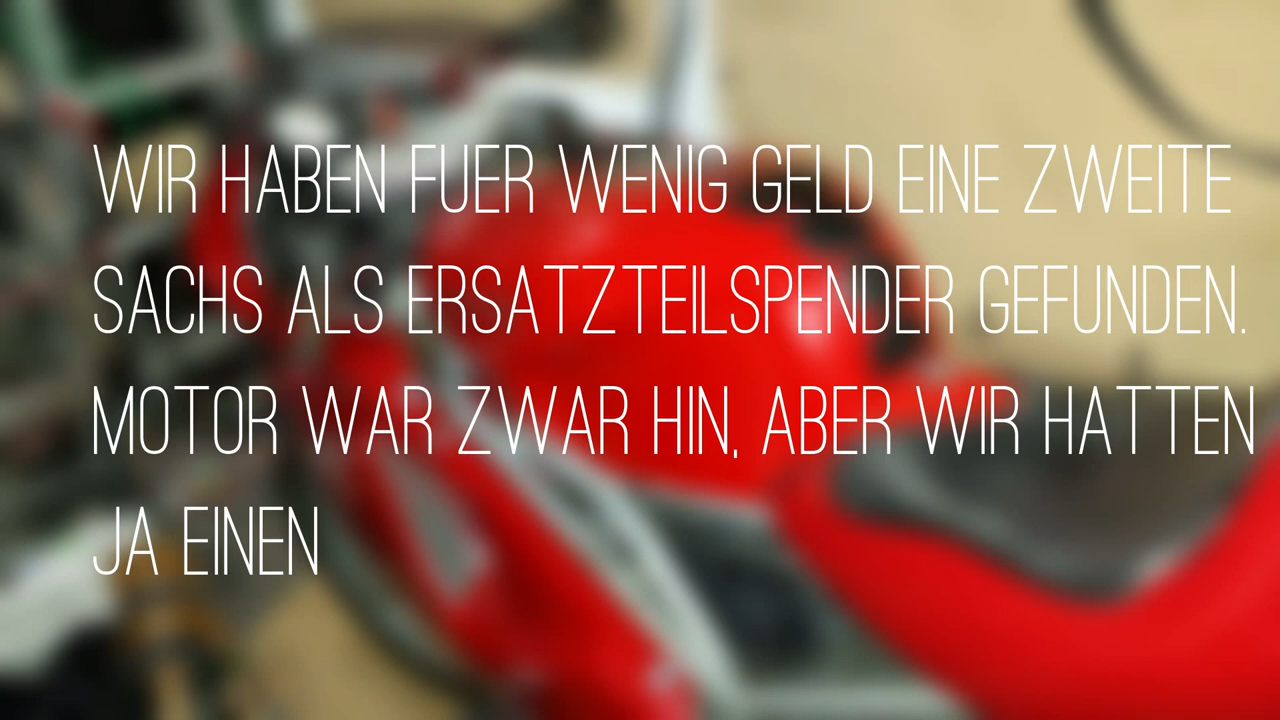 WIR HABEN FUER WENIG GELD EINE ZWEITE
SACHS ALS ERSATZTEILSPENDER GEFUNDEN.
MOTOR WAR ZWAR HIN, ABER WIR HATTEN
JA EINEN